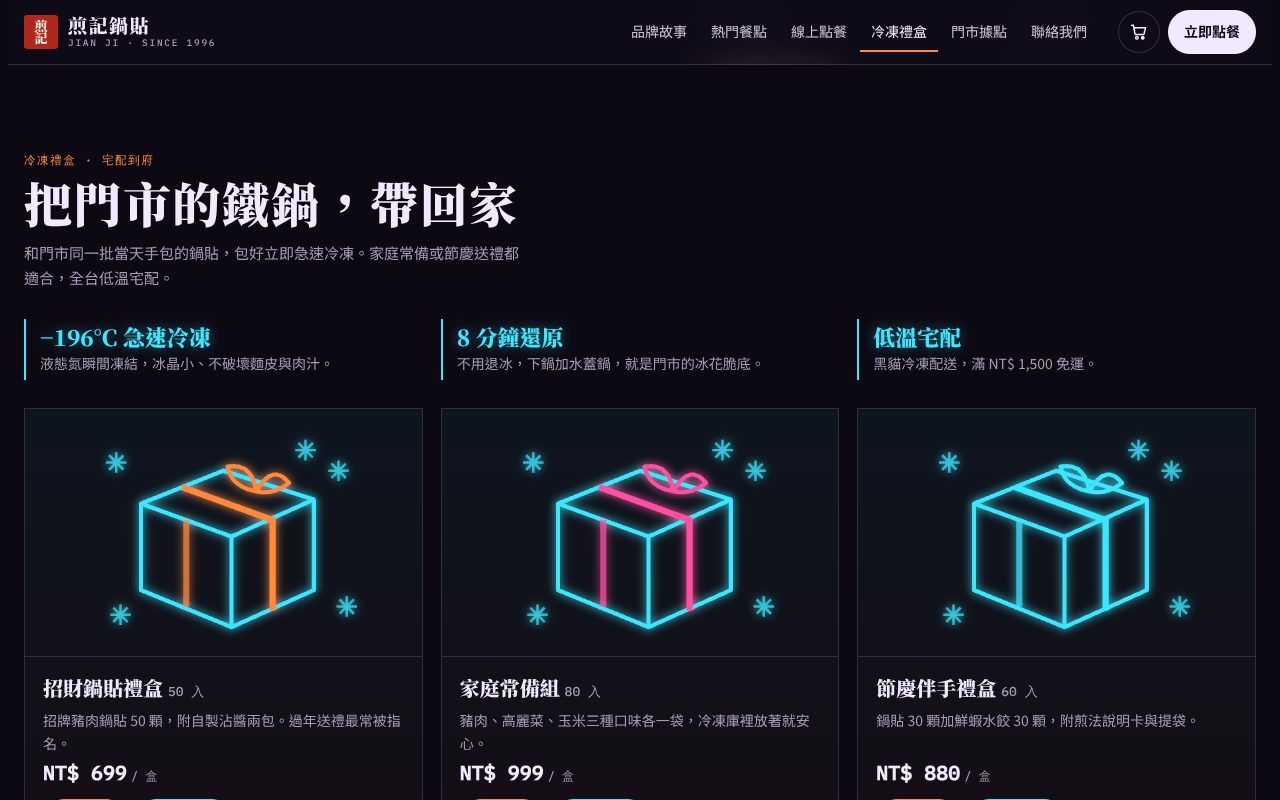 煎記
煎記鍋貼
JIAN JI · SINCE 1996
品牌故事
熱門餐點
線上點餐
冷凍禮盒
門市據點
聯絡我們
立即點餐
冷凍禮盒 · 宅配到府
把門市的鐵鍋，帶回家
和門市同一批當天手包的鍋貼，包好立即急速冷凍。家庭常備或節慶送禮都
適合，全台低溫宅配。
−196°C 急速冷凍
液態氮瞬間凍結，冰晶小、不破壞麵皮與肉汁。
8 分鐘還原
不用退冰，下鍋加水蓋鍋，就是門市的冰花脆底。
低溫宅配
黑貓冷凍配送，滿 NT$ 1,500 免運。
招財鍋貼禮盒 50 入
招牌豬肉鍋貼 50 顆，附自製沾醬兩包。過年送禮最常被指
名。
NT$ 699 / 盒
家庭常備組 80 入
豬肉、高麗菜、玉米三種口味各一袋，冷凍庫裡放著就安
心。
NT$ 999 / 盒
節慶伴手禮盒 60 入
鍋貼 30 顆加鮮蝦水餃 30 顆，附煎法說明卡與提袋。
NT$ 880 / 盒